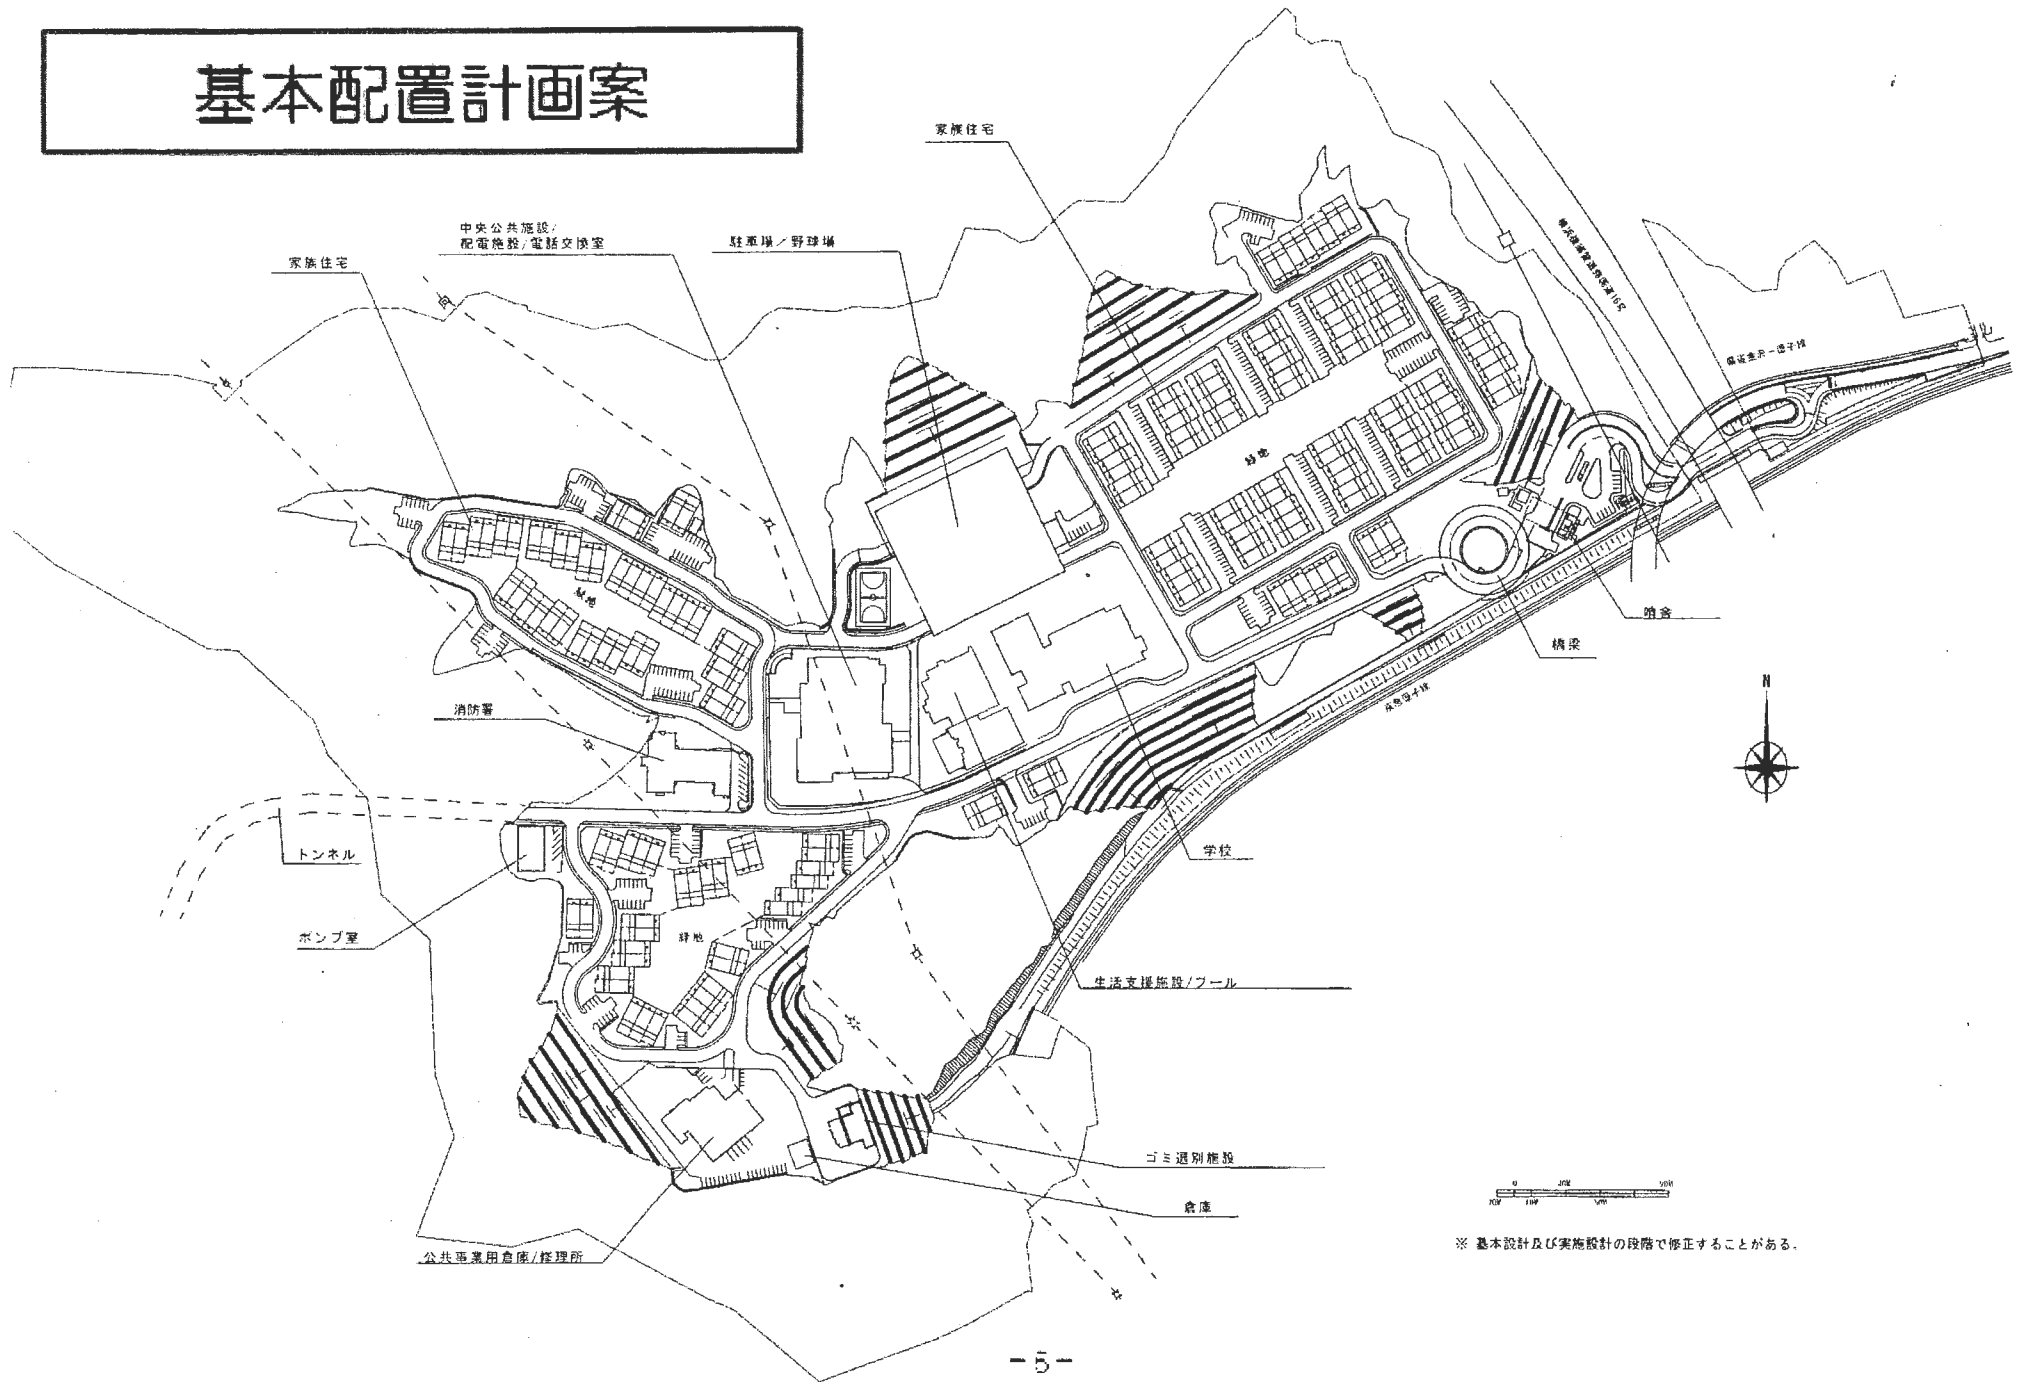 基本配置計画案
家族住宅
中央公共施設/
配電施設/電話交換室
駐車場/野球場
家族住宅
緑地
緑地
哨舎
橋梁
消防署
N
トンネル
学校
ポンプ室
緑地
生活支援施設/プール
ゴミ選別施設
倉庫
公共事業用倉庫/修理所
※ 基本設計及び実施設計の段階で修正することがある。
-5-